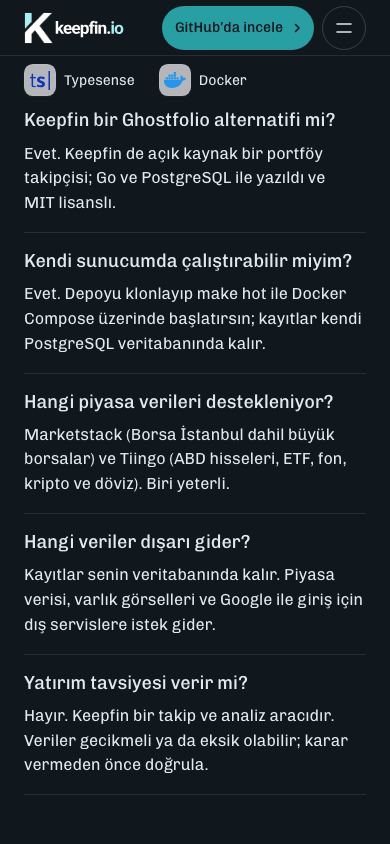 keepfin.io
GitHub’da incele
ts
Typesense
Docker
Keepfin bir Ghostfolio alternatifi mi?
Evet. Keepfin de açık kaynak bir portföy
takipçisi; Go ve PostgreSQL ile yazıldı ve
MIT lisanslı.
Kendi sunucumda çalıştırabilir miyim?
Evet. Depoyu klonlayıp make hot ile Docker
Compose üzerinde başlatırsın; kayıtlar kendi
PostgreSQL veritabanında kalır.
Hangi piyasa verileri destekleniyor?
Marketstack (Borsa İstanbul dahil büyük
borsalar) ve Tiingo (ABD hisseleri, ETF, fon,
kripto ve döviz). Biri yeterli.
Hangi veriler dışarı gider?
Kayıtlar senin veritabanında kalır. Piyasa
verisi, varlık görselleri ve Google ile giriş için
dış servislere istek gider.
Yatırım tavsiyesi verir mi?
Hayır. Keepfin bir takip ve analiz aracıdır.
Veriler gecikmeli ya da eksik olabilir; karar
vermeden önce doğrula.